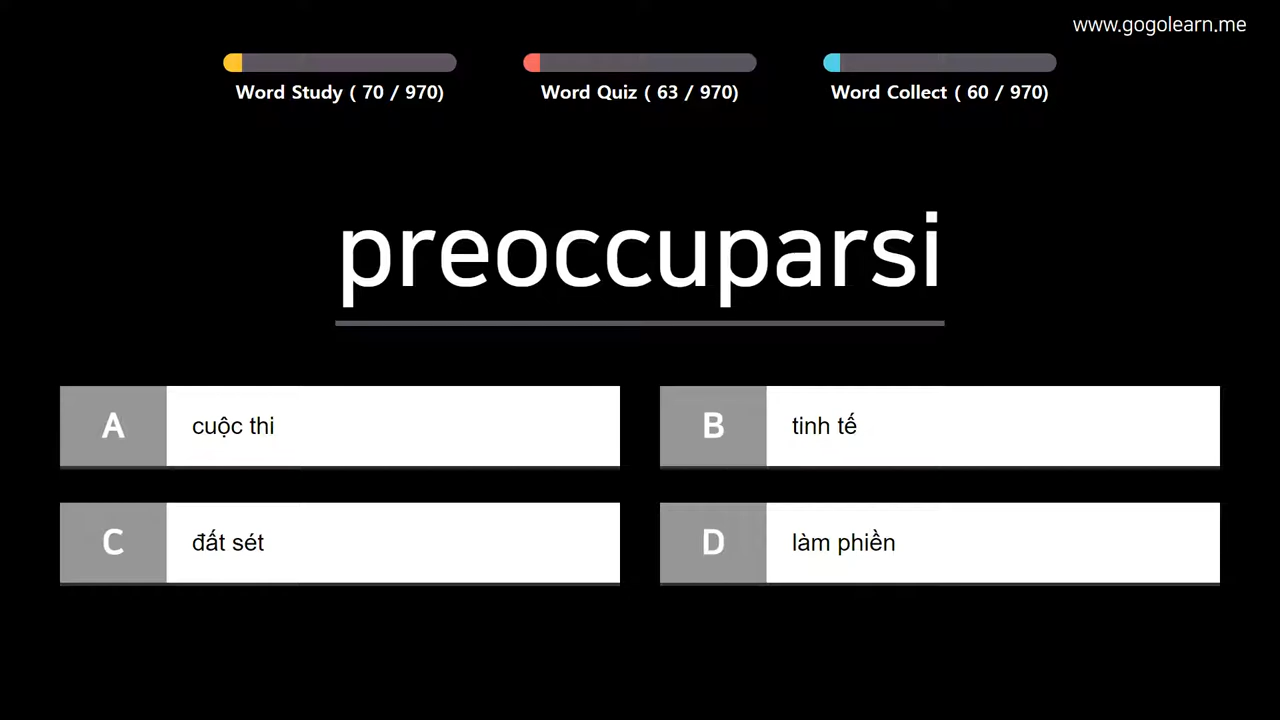 www.gogolearn.me
Word Study ( 70 / 970)
Word Quiz ( 63 / 970)
Word Collect ( 60 / 970)
preoccuparsi
A cuộc thi
B tinh tế
C đất sét
D làm phiền